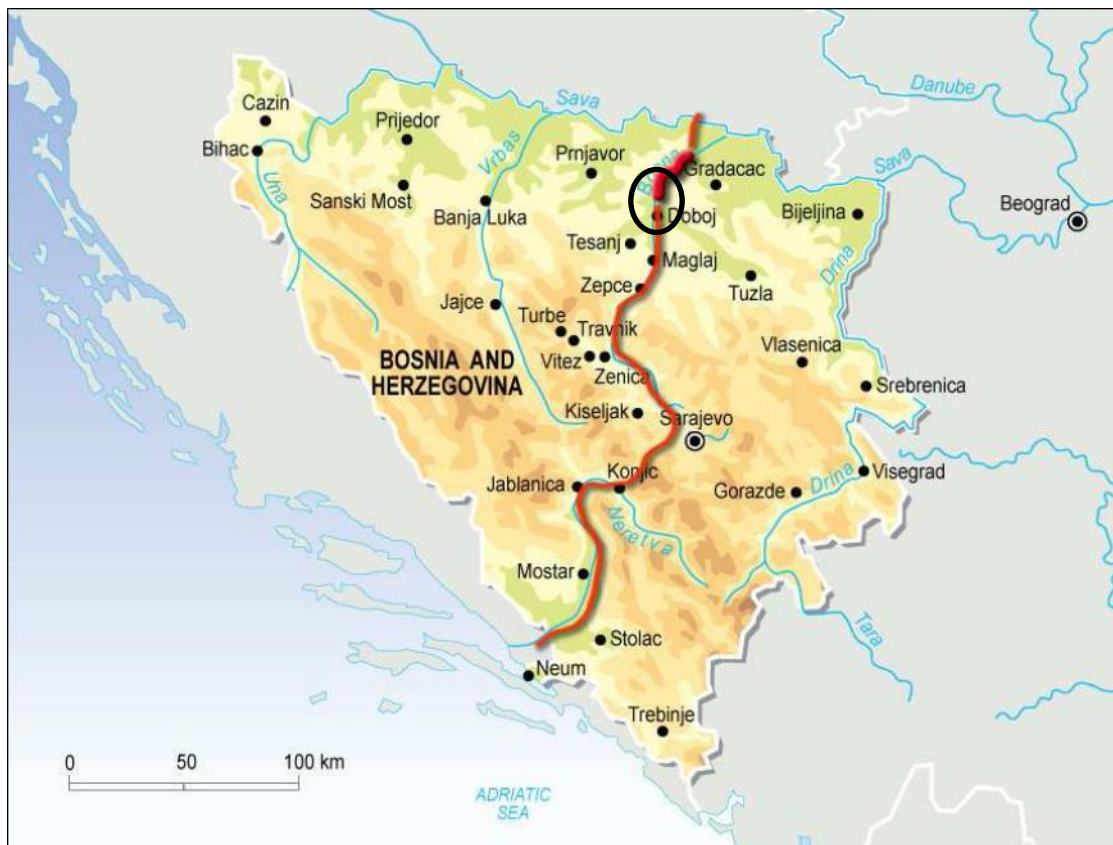 Danube
Cazin
Sava
Prijedor
Bihac
Vrbas
Prnjavor
Bosna
Gradacac
Sava
Una
Sanski Most
Banja Luka
Doboj
Bijeljina
Beograd
Tesanj
Maglaj
Drina
Zepce
Tuzla
Jajce
Turbe
Travnik
BOSNIA AND
HERZEGOVINA
Vitez
Zenica
Vlasenica
Srebrenica
Kiseljak
Sarajevo
Jablanica
Konjic
Gorazde
Drina
Visegrad
Neretva
Mostar
Stolac
Tara
Neum
Trebinje
0 50 100 km
ADRIATIC
SEA